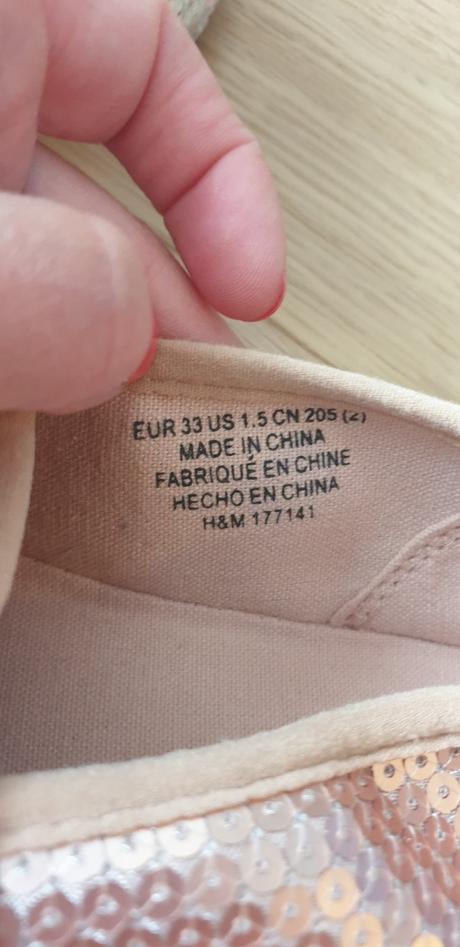 EUR 33 US 1.5 CN 205 (2)
MADE IN CHINA
FABRIQUÉ EN CHINE
HECHO EN CHINA
H&M 177141